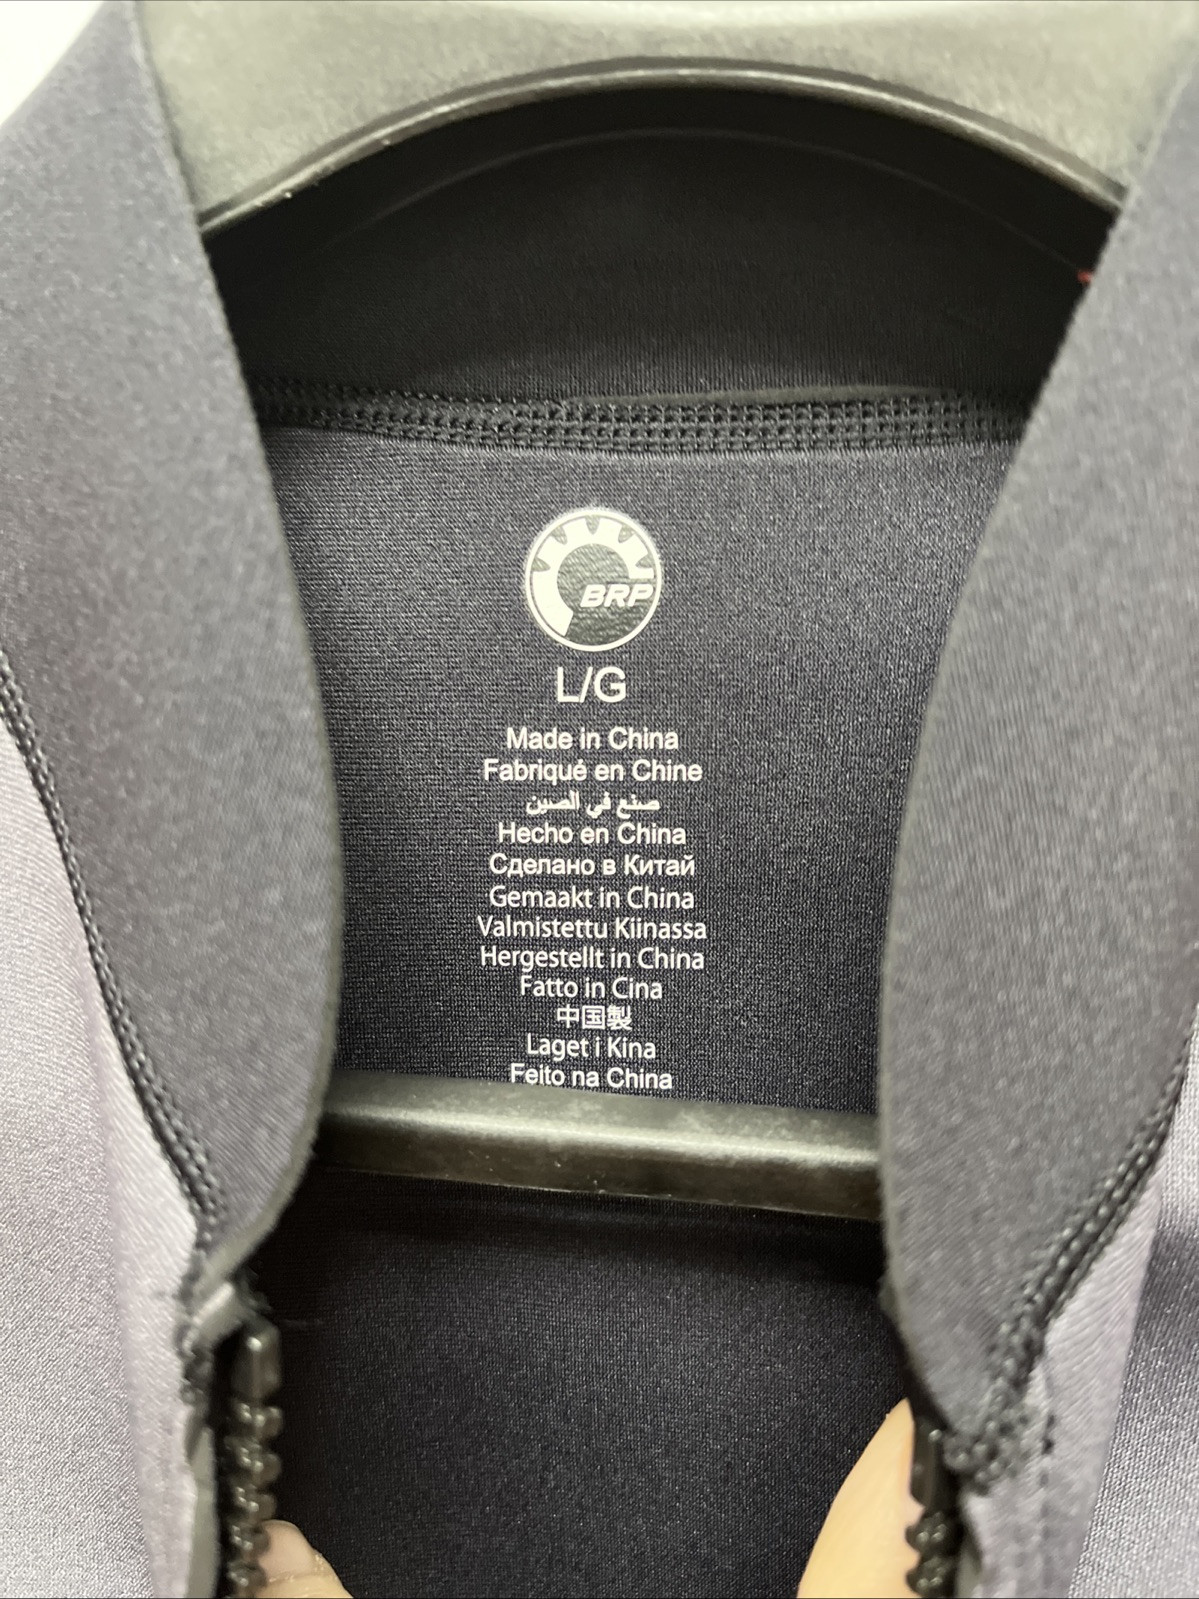 BRP
L/G
Made in China
Fabriqué en Chine
صنع في الصين
Hecho en China
Сделано в Китай
Gemaakt in China
Valmistettu Kiinassa
Hergestellt in China
Fatto in Cina
中国製
Laget i Kina
Feito na China